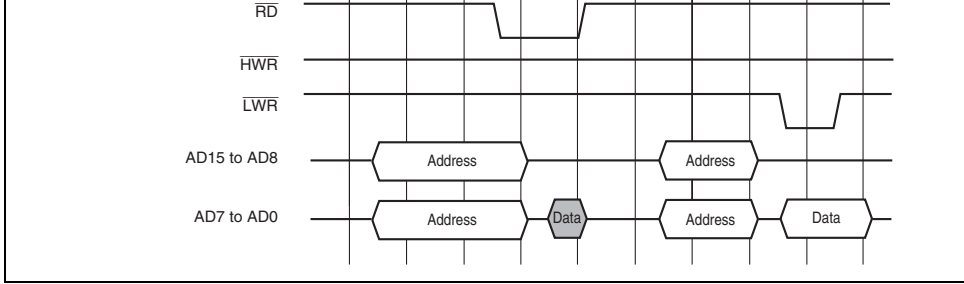 RD
HWR
LWR
AD15 to AD8 Address Address
AD7 to AD0 Address Data Address Data